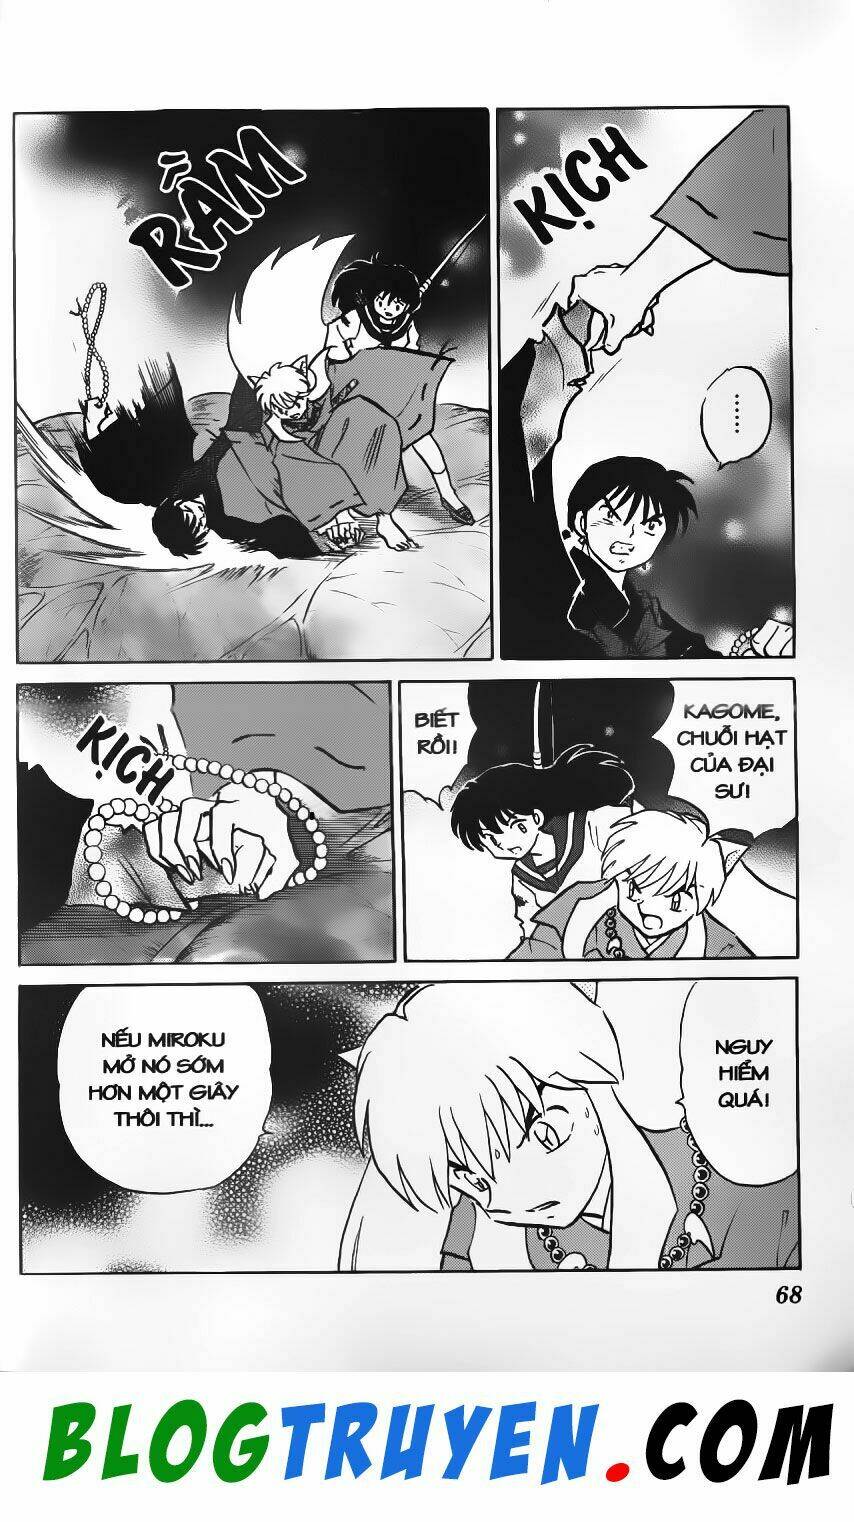 RẦM
KỊCH
.......
KỊCH
BIẾT
RỒI!
KAGOME,
CHUỖI HẠT
CỦA ĐẠI
SƯ!
NẾU MIROKU
MỞ NÓ SỚM
HƠN MỘT GIÂY
THÔI THÌ...
NGUY
HIỂM
QUÁ!
68
BLOGTRUYEN.COM